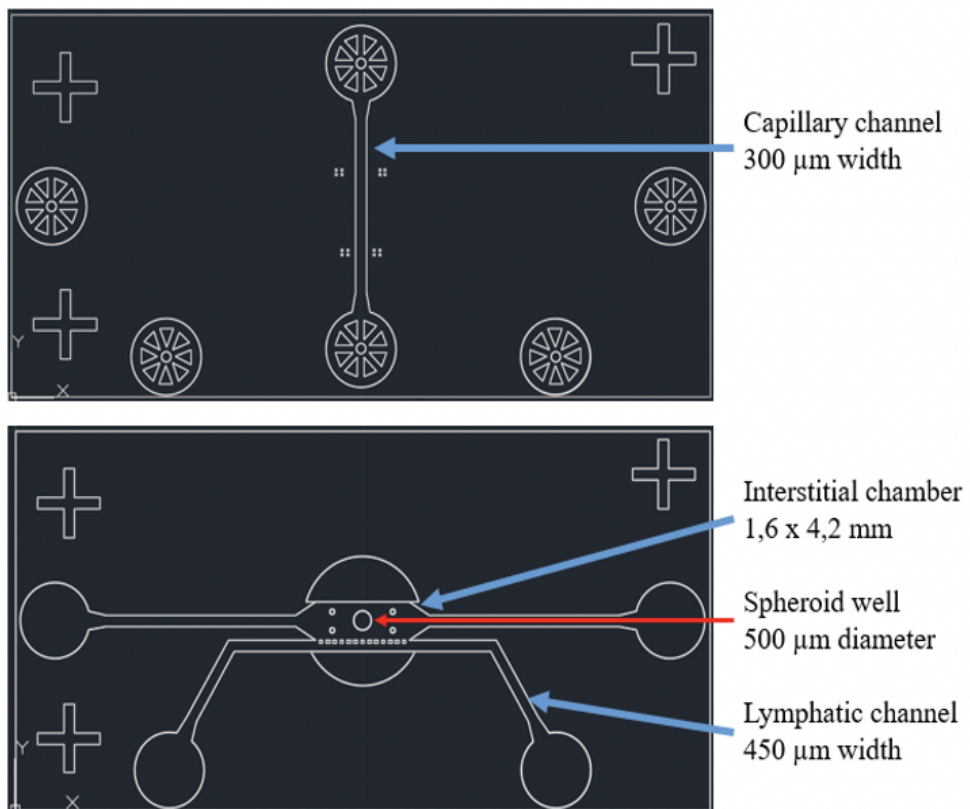 Capillary channel
300 µm width
Y
X
Interstitial chamber
1,6 x 4,2 mm
Spheroid well
500 µm diameter
Lymphatic channel
450 µm width
Y
X